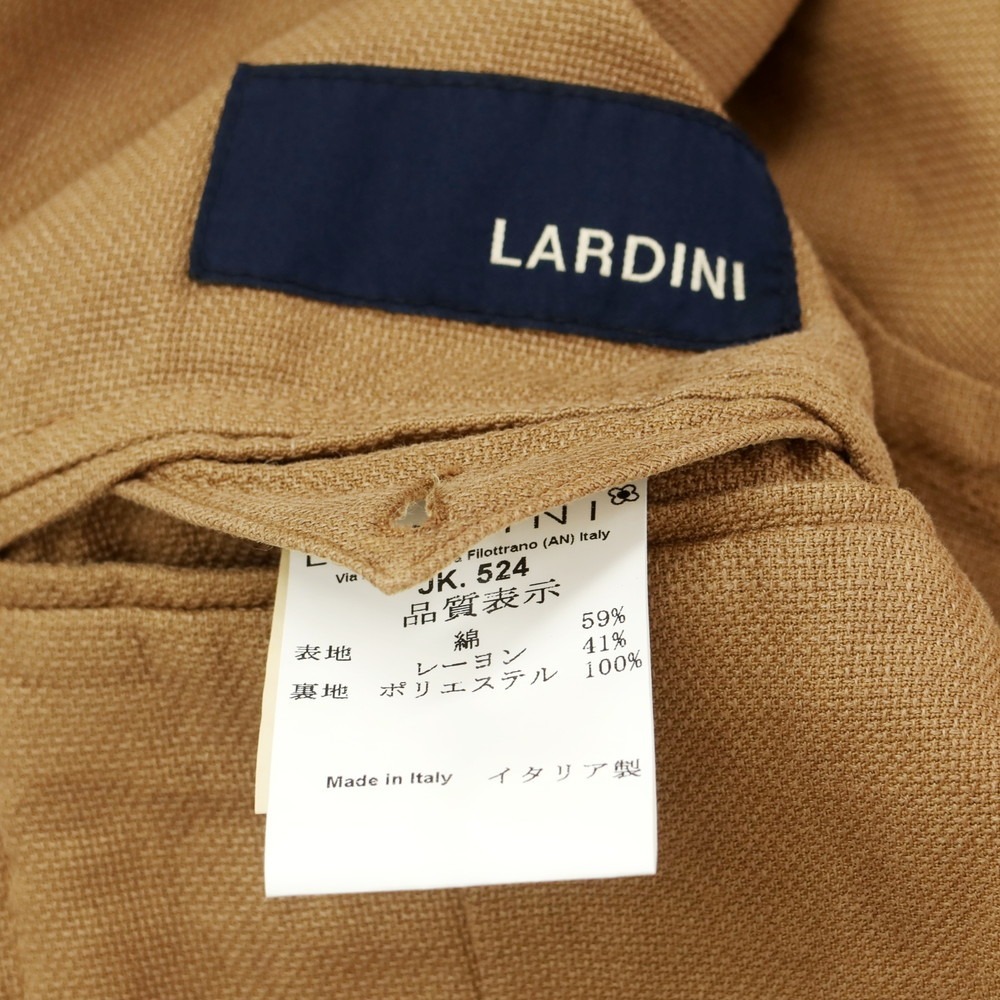 LARDINI
Via Filottrano (AN) Italy
JK. 524
品質表示
表地 綿 59%
レーヨン 41%
裏地 ポリエステル 100%
Made in Italy イタリア製